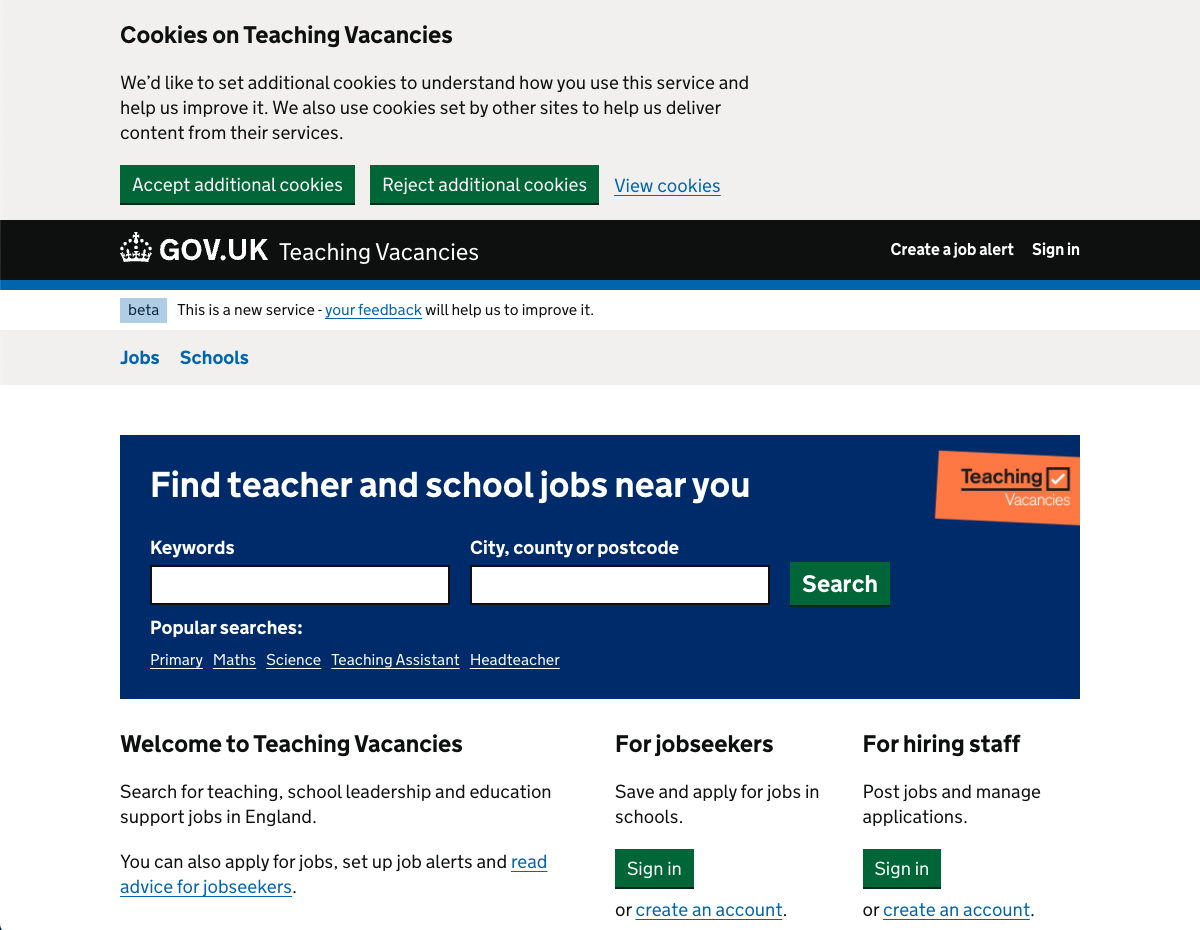 Cookies on Teaching Vacancies
We’d like to set additional cookies to understand how you use this service and
help us improve it. We also use cookies set by other sites to help us deliver
content from their services.
Accept additional cookies
Reject additional cookies
View cookies
GOV.UK Teaching Vacancies
Create a job alert
Sign in
beta
This is a new service - your feedback will help us to improve it.
Jobs
Schools
Find teacher and school jobs near you
Teaching
Vacancies
Keywords
City, county or postcode
Search
Popular searches:
Primary Maths Science Teaching Assistant Headteacher
Welcome to Teaching Vacancies
Search for teaching, school leadership and education
support jobs in England.
You can also apply for jobs, set up job alerts and read
advice for jobseekers.
For jobseekers
Save and apply for jobs in
schools.
Sign in
or create an account.
For hiring staff
Post jobs and manage
applications.
Sign in
or create an account.